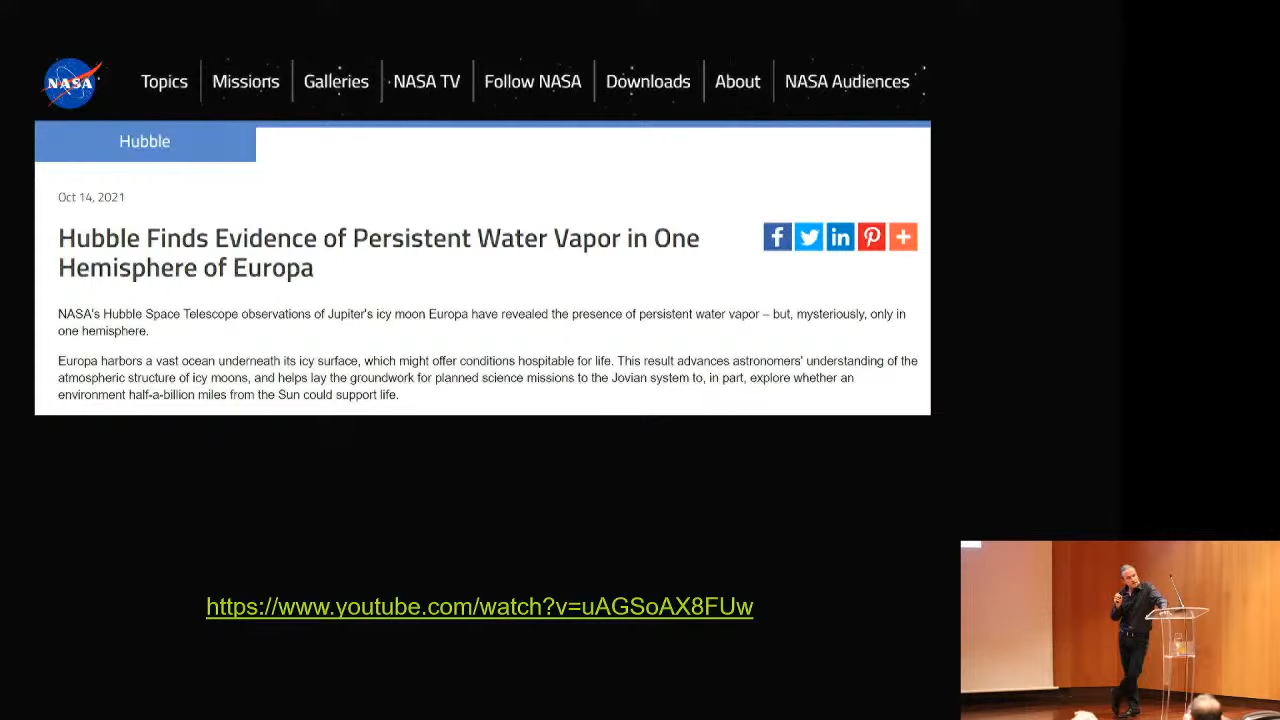 NASA
Topics
Missions
Galleries
NASA TV
Follow NASA
Downloads
About
NASA Audiences
Hubble
Oct 14, 2021
Hubble Finds Evidence of Persistent Water Vapor in One
Hemisphere of Europa
NASA's Hubble Space Telescope observations of Jupiter's icy moon Europa have revealed the presence of persistent water vapor – but, mysteriously, only in
one hemisphere.
Europa harbors a vast ocean underneath its icy surface, which might offer conditions hospitable for life. This result advances astronomers' understanding of the
atmospheric structure of icy moons, and helps lay the groundwork for planned science missions to the Jovian system to, in part, explore whether an
environment half-a-billion miles from the Sun could support life.
https://www.youtube.com/watch?v=uAGSoAX8FUw